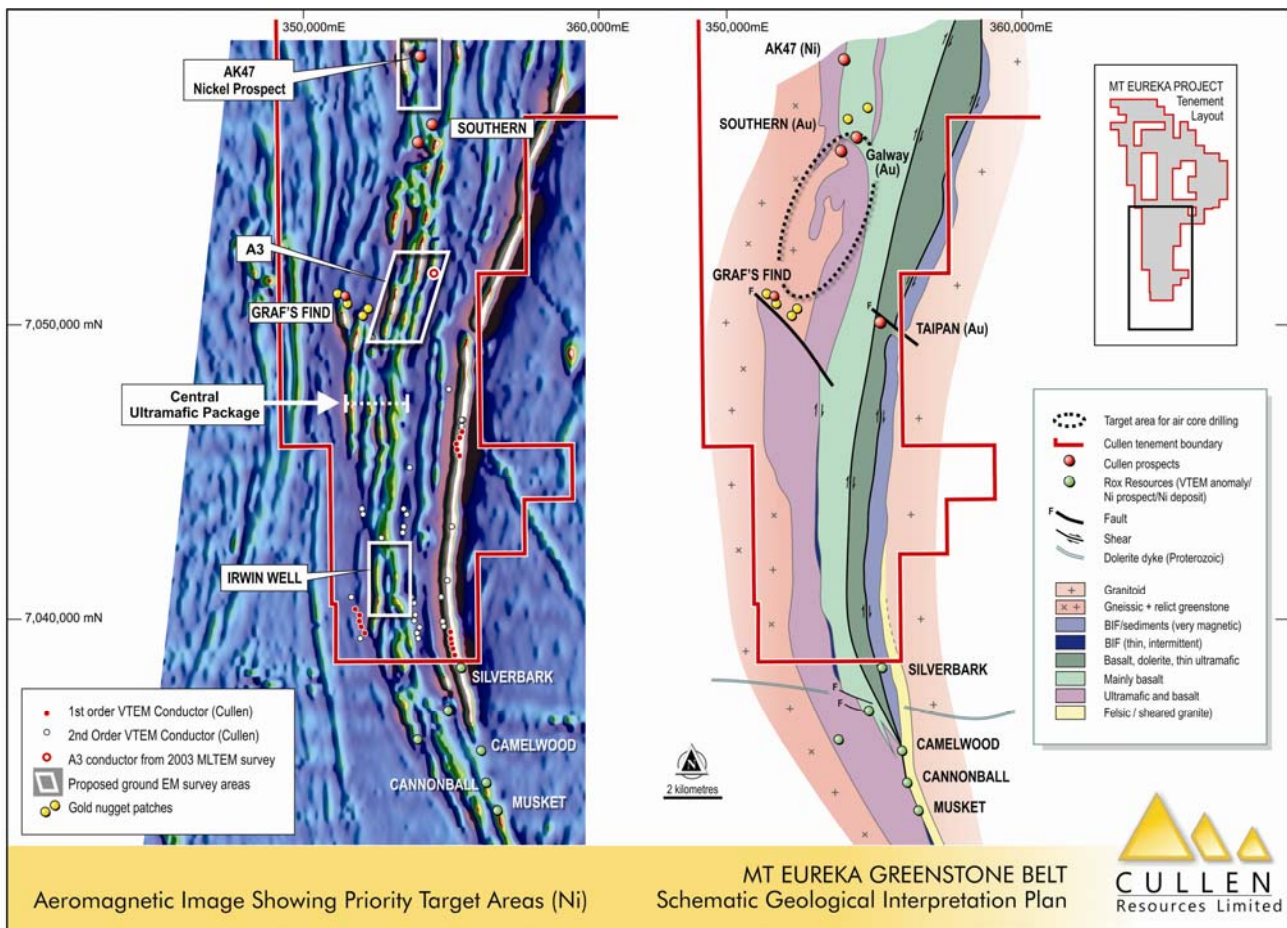 350,000mE
360,000mE
AK47
Nickel Prospect
SOUTHERN
A3
GRAF'S FIND
7,050,000 mN
Central
Ultramafic Package
IRWIN WELL
7,040,000 mN
SILVERBARK
CAMELWOOD
CANNONBALL
MUSKET
1st order VTEM Conductor (Cullen)
2nd Order VTEM Conductor (Cullen)
A3 conductor from 2003 MLTEM survey
Proposed ground EM survey areas
Gold nugget patches
Aeromagnetic Image Showing Priority Target Areas (Ni)
350,000mE
360,000mE
AK47 (Ni)
SOUTHERN (Au)
Galway
(Au)
GRAF'S FIND
F
F
TAIPAN (Au)
SILVERBARK
F
F
CAMELWOOD
CANNONBALL
MUSKET
N
2 kilometres
MT EUREKA PROJECT
Tenement
Layout
Target area for air core drilling
Cullen tenement boundary
Cullen prospects
Rox Resources (VTEM anomaly/
Ni prospect/Ni deposit)
F
Fault
Shear
Dolerite dyke (Proterozoic)
Granitoid
Gneissic + relict greenstone
BIF/sediments (very magnetic)
BIF (thin, intermittent)
Basalt, dolerite, thin ultramafic
Mainly basalt
Ultramafic and basalt
Felsic / sheared granite)
MT EUREKA GREENSTONE BELT
Schematic Geological Interpretation Plan
CULLEN
Resources Limited